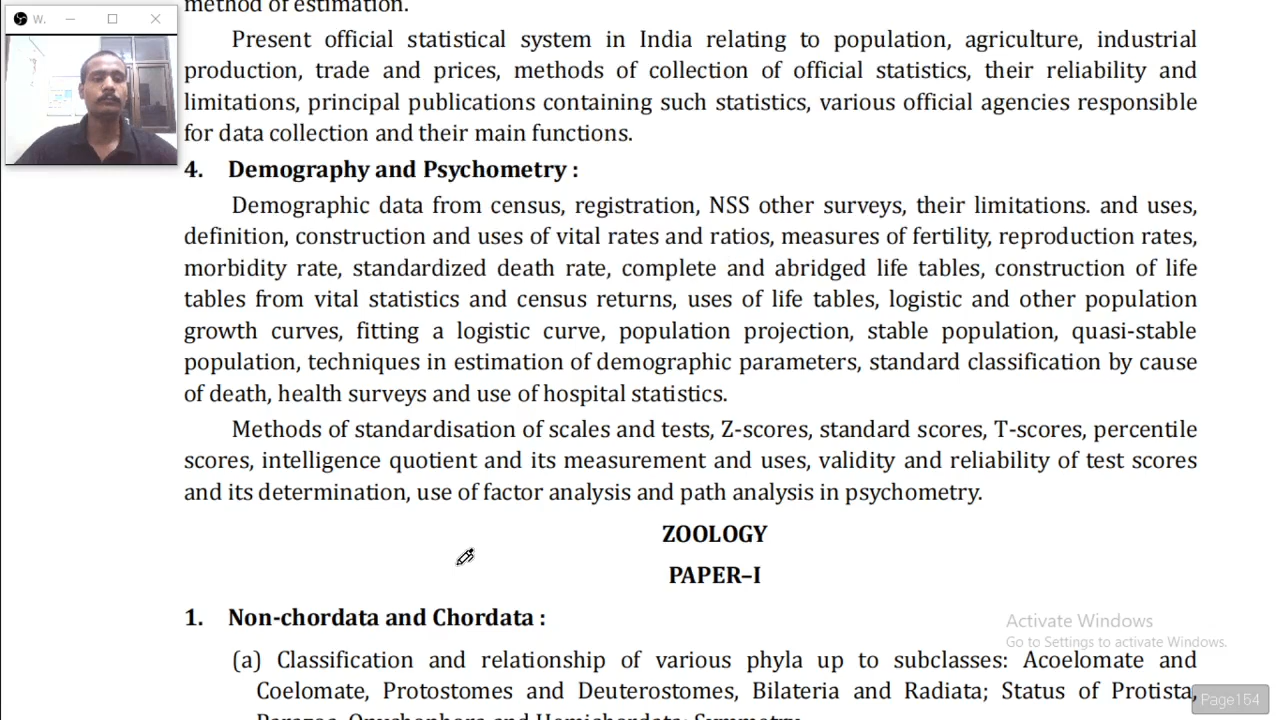 W.
method of estimation.
Present official statistical system in India relating to population, agriculture, industrial
production, trade and prices, methods of collection of official statistics, their reliability and
limitations, principal publications containing such statistics, various official agencies responsible
for data collection and their main functions.
4. Demography and Psychometry :
Demographic data from census, registration, NSS other surveys, their limitations. and uses,
definition, construction and uses of vital rates and ratios, measures of fertility, reproduction rates,
morbidity rate, standardized death rate, complete and abridged life tables, construction of life
tables from vital statistics and census returns, uses of life tables, logistic and other population
growth curves, fitting a logistic curve, population projection, stable population, quasi-stable
population, techniques in estimation of demographic parameters, standard classification by cause
of death, health surveys and use of hospital statistics.
Methods of standardisation of scales and tests, Z-scores, standard scores, T-scores, percentile
scores, intelligence quotient and its measurement and uses, validity and reliability of test scores
and its determination, use of factor analysis and path analysis in psychometry.
ZOOLOGY
PAPER–I
1. Non-chordata and Chordata :
(a) Classification and relationship of various phyla up to subclasses: Acoelomate and
Coelomate, Protostomes and Deuterostomes, Bilateria and Radiata; Status of Protista,
Parazoa, Onychophora and Hemichordata; Symmetry.
Activate Windows
Go to Settings to activate Windows.
Page154